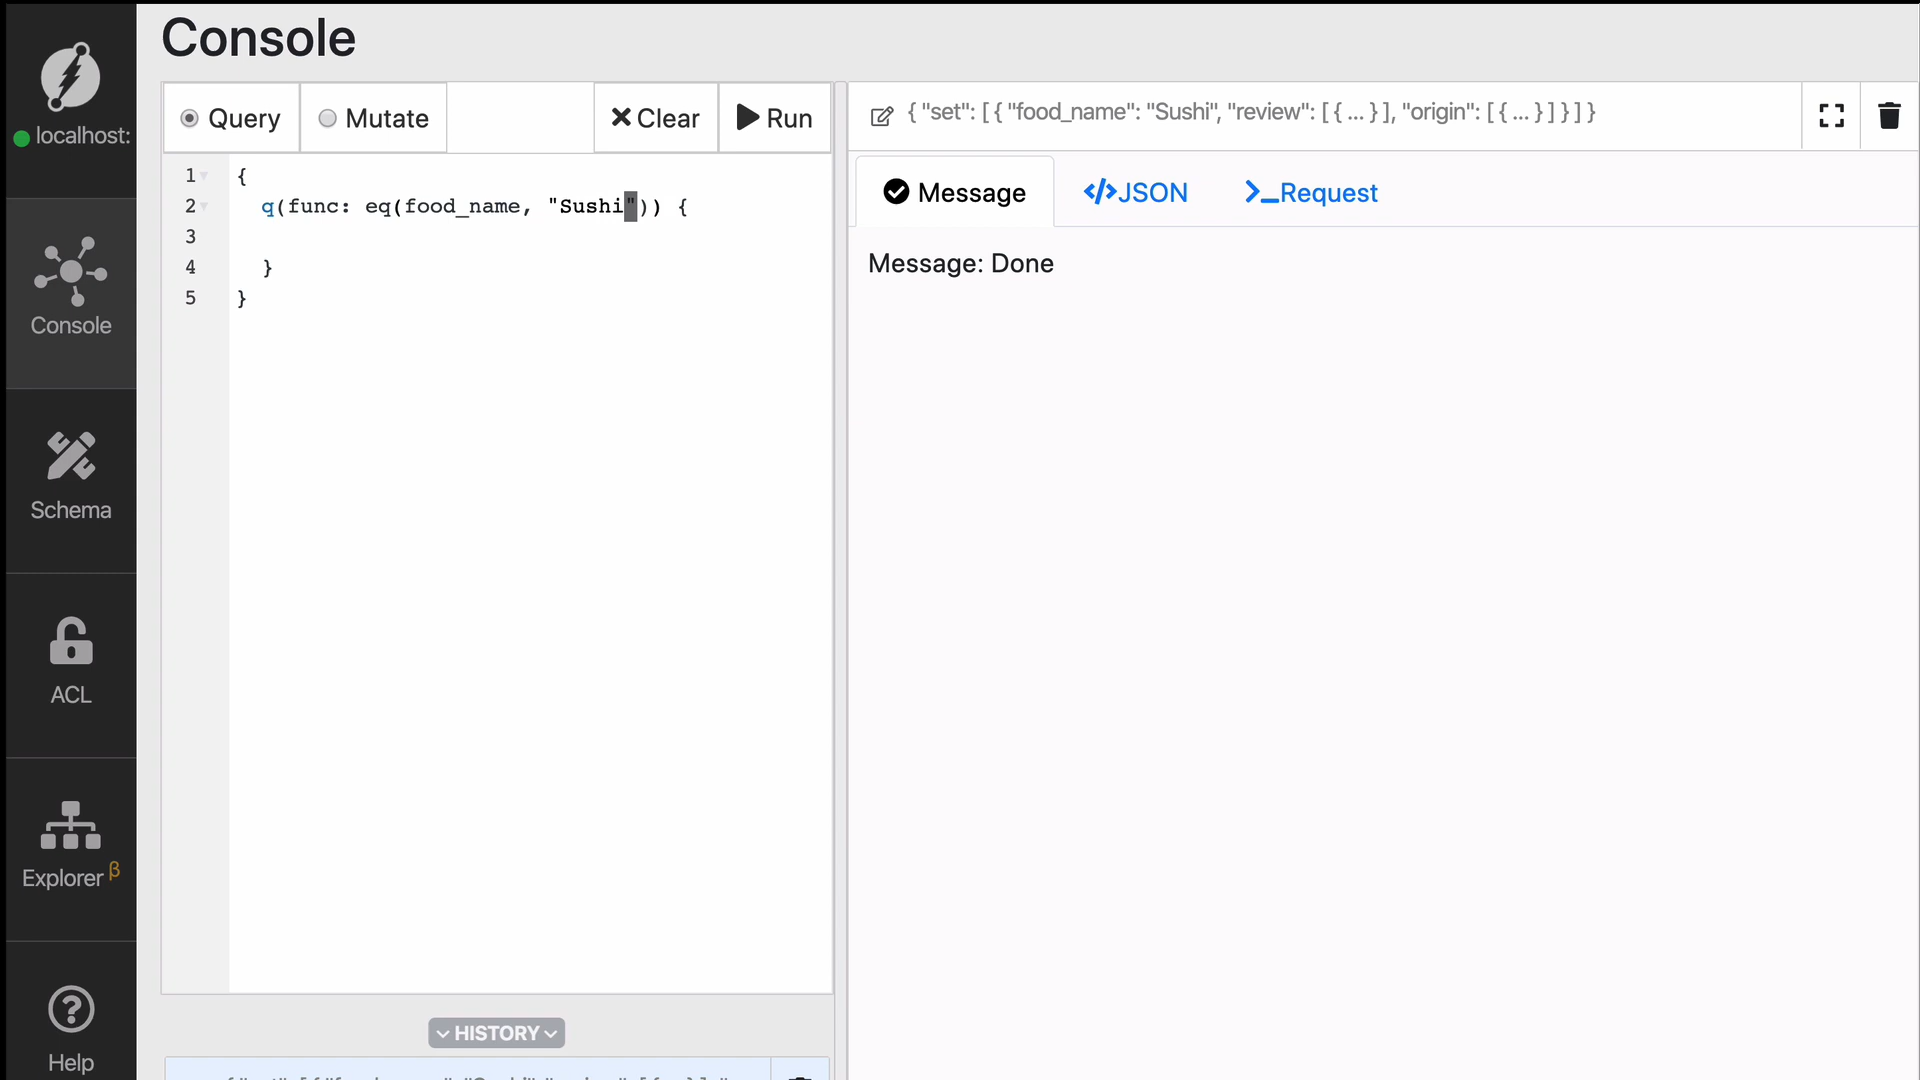 Console
localhost:
Console
Schema
ACL
Explorer β
Help
Query
Mutate
Clear
Run
1 {
2 q(func: eq(food_name, "Sushi")) {
3
4 }
5 }
HISTORY
{ "set": [ { "food_name": "Sushi", "review": [ { ... } ], "origin": [ { ... } ] } ] }
Message
</>JSON
>_Request
Message: Done